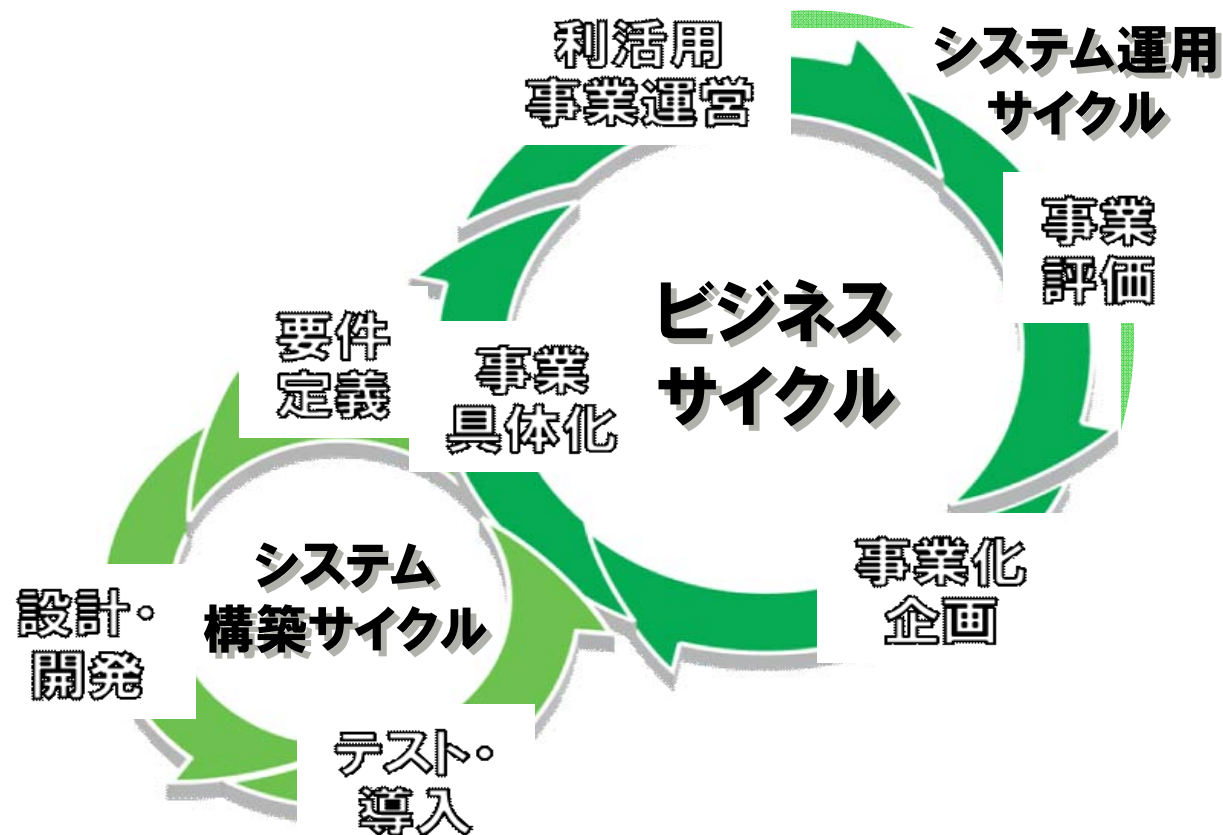 利活用
事業運営
システム運用
サイクル
事業
評価
ビジネス
サイクル
要件
定義
事業
具体化
事業化
企画
システム
構築サイクル
設計・
開発
テスト・
導入